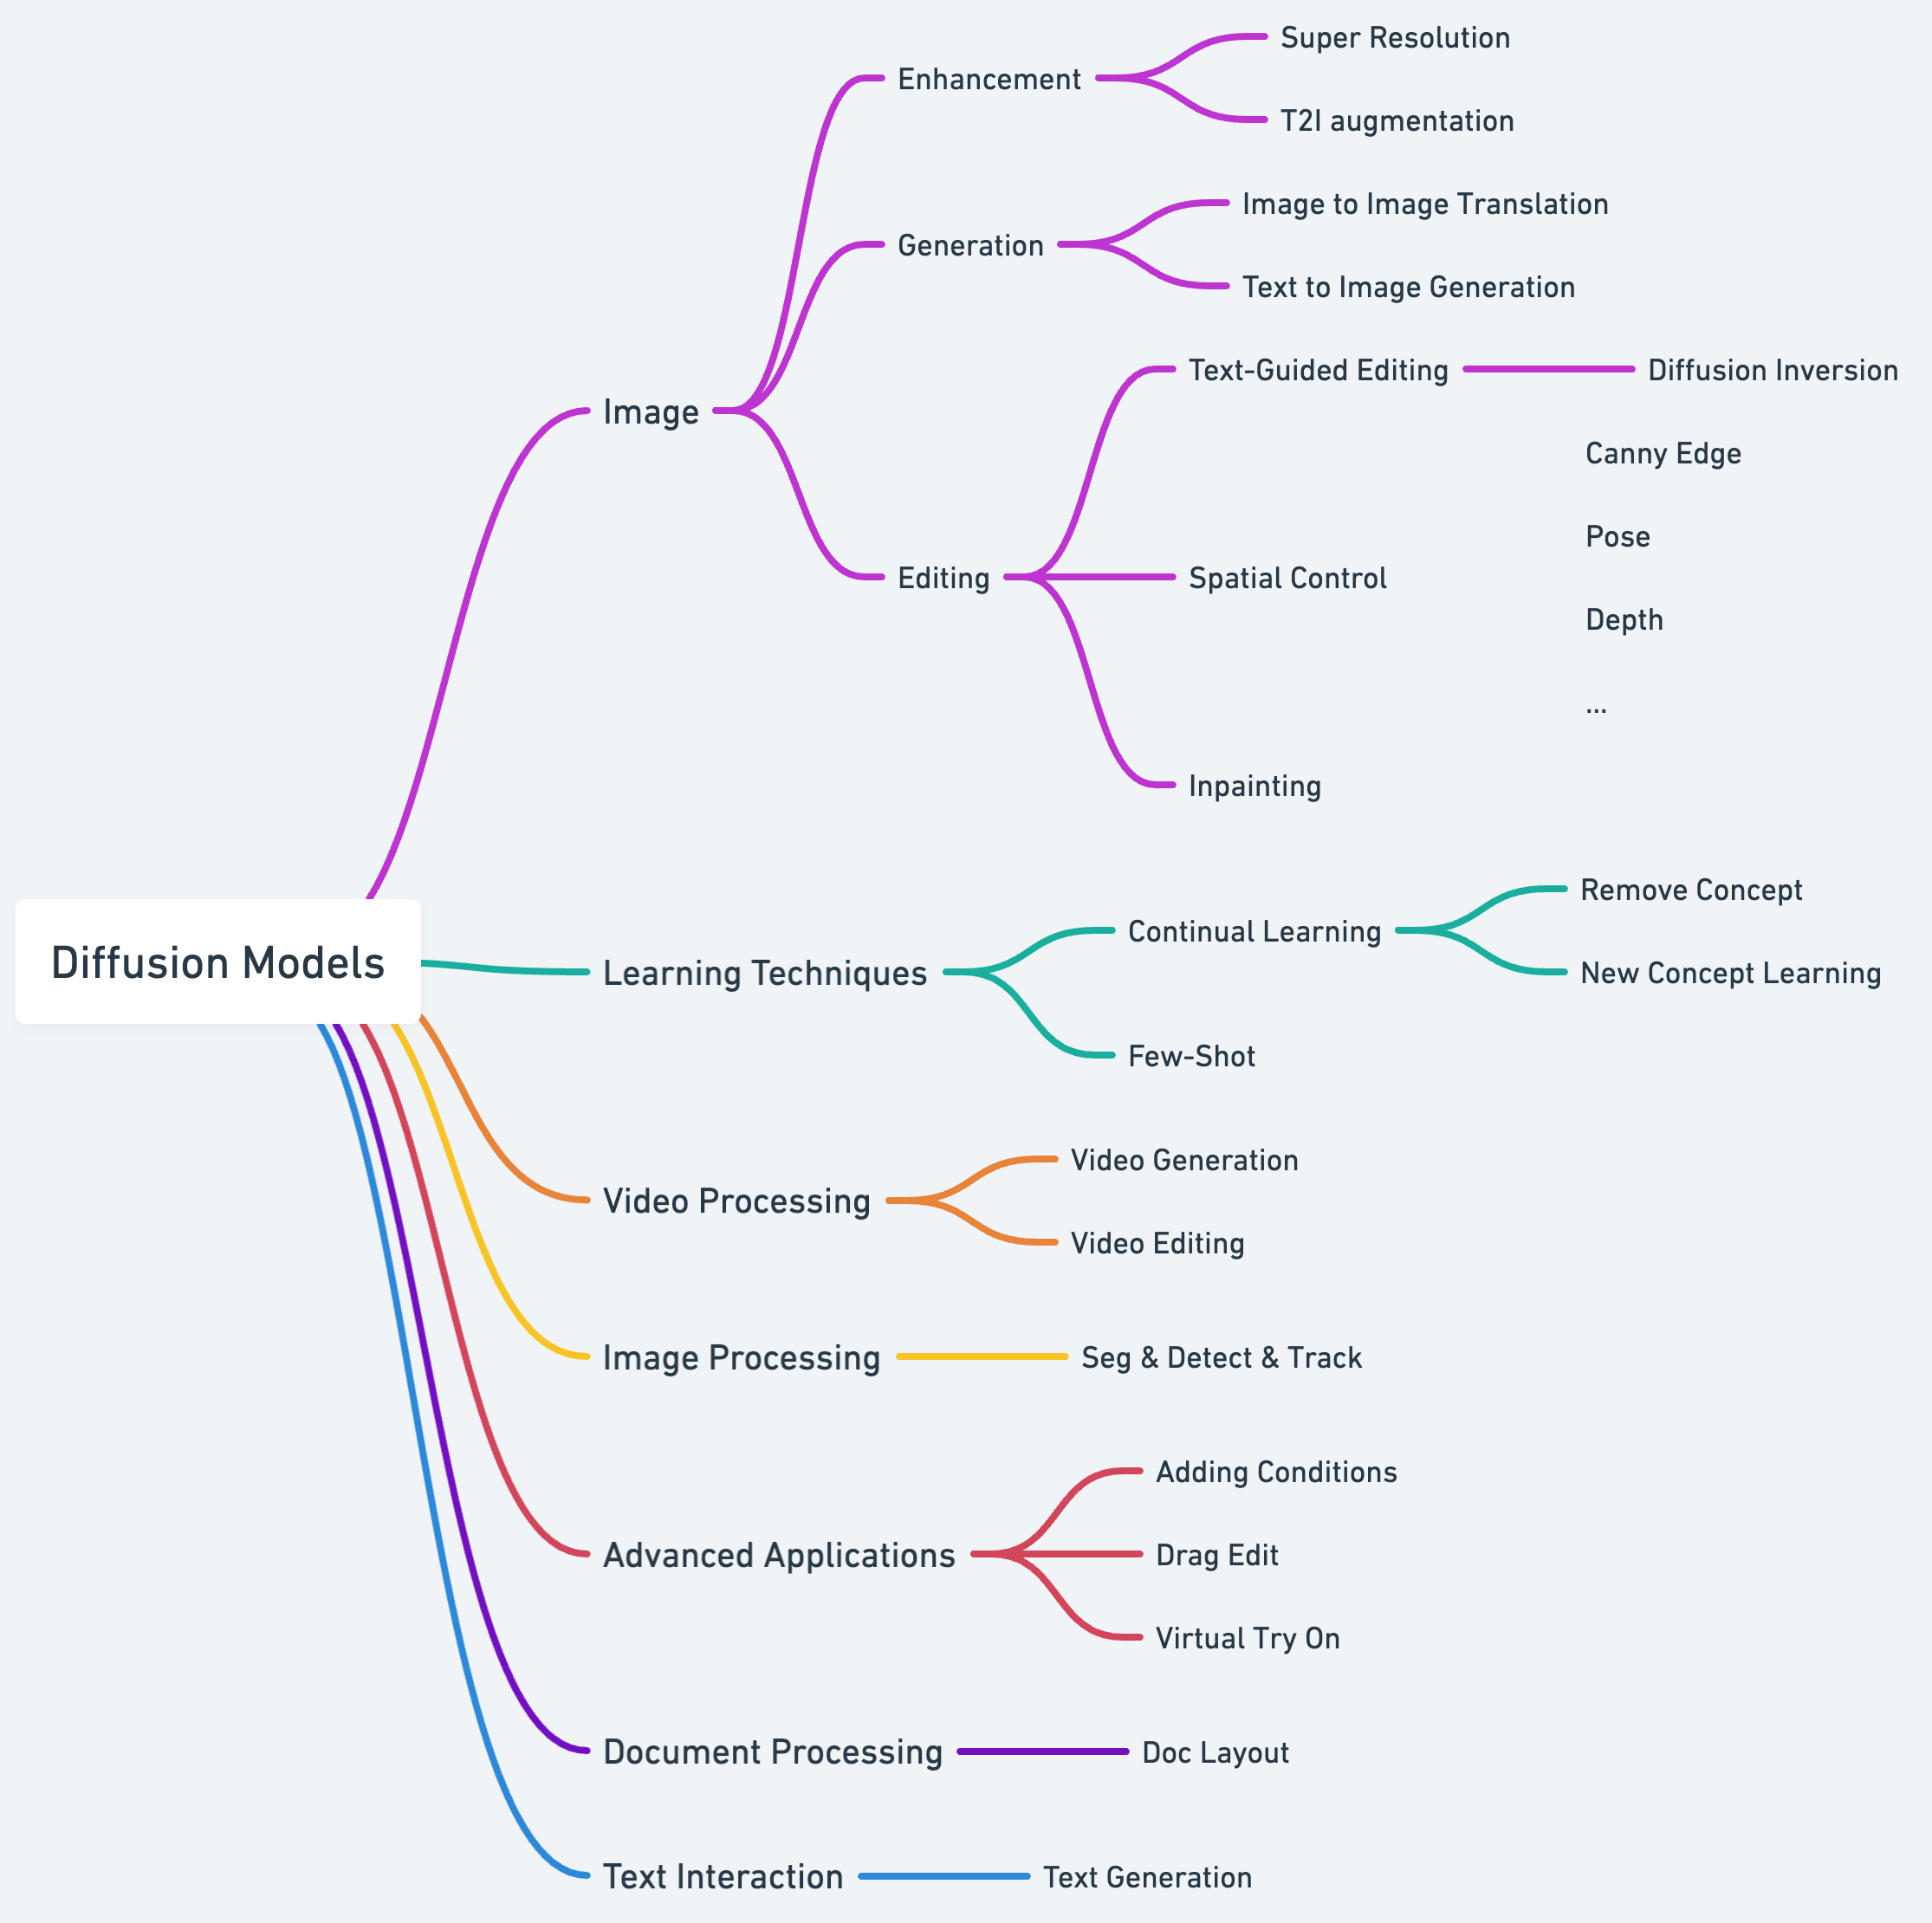 Super Resolution
Enhancement
T2I augmentation
Image to Image Translation
Generation
Text to Image Generation
Text-Guided Editing
Diffusion Inversion
Image
Canny Edge
Pose
Editing
Spatial Control
Depth
...
Inpainting
Remove Concept
Continual Learning
Diffusion Models
Learning Techniques
New Concept Learning
Few-Shot
Video Generation
Video Processing
Video Editing
Image Processing
Seg & Detect & Track
Adding Conditions
Advanced Applications
Drag Edit
Virtual Try On
Document Processing
Doc Layout
Text Interaction
Text Generation